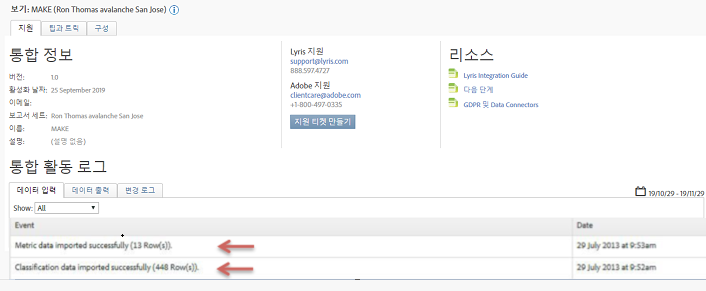 보기: MAKE (Ron Thomas avalanche San Jose)
지원 팁과 트릭 구성
통합 정보
버전: 1.0
활성화 날짜: 25 September 2019
이메일:
보고서 세트: Ron Thomas avalanche San Jose
이름: MAKE
설명: (설명 없음)
Lyris 지원
support@lyris.com
888.597.4727
Adobe 지원
clientcare@adobe.com
+1-800-497-0335
지원 티켓 만들기
리소스
Lyris Integration Guide
다음 단계
GDPR 및 Data Connectors
통합 활동 로그
데이터 입력 데이터 출력 변경 로그
19/10/29 - 19/11/29
Show: All
Event Date
Metric data imported successfully (13 Row(s)). 29 July 2013 at 9:53am
Classification data imported successfully (448 Row(s)). 29 July 2013 at 9:52am